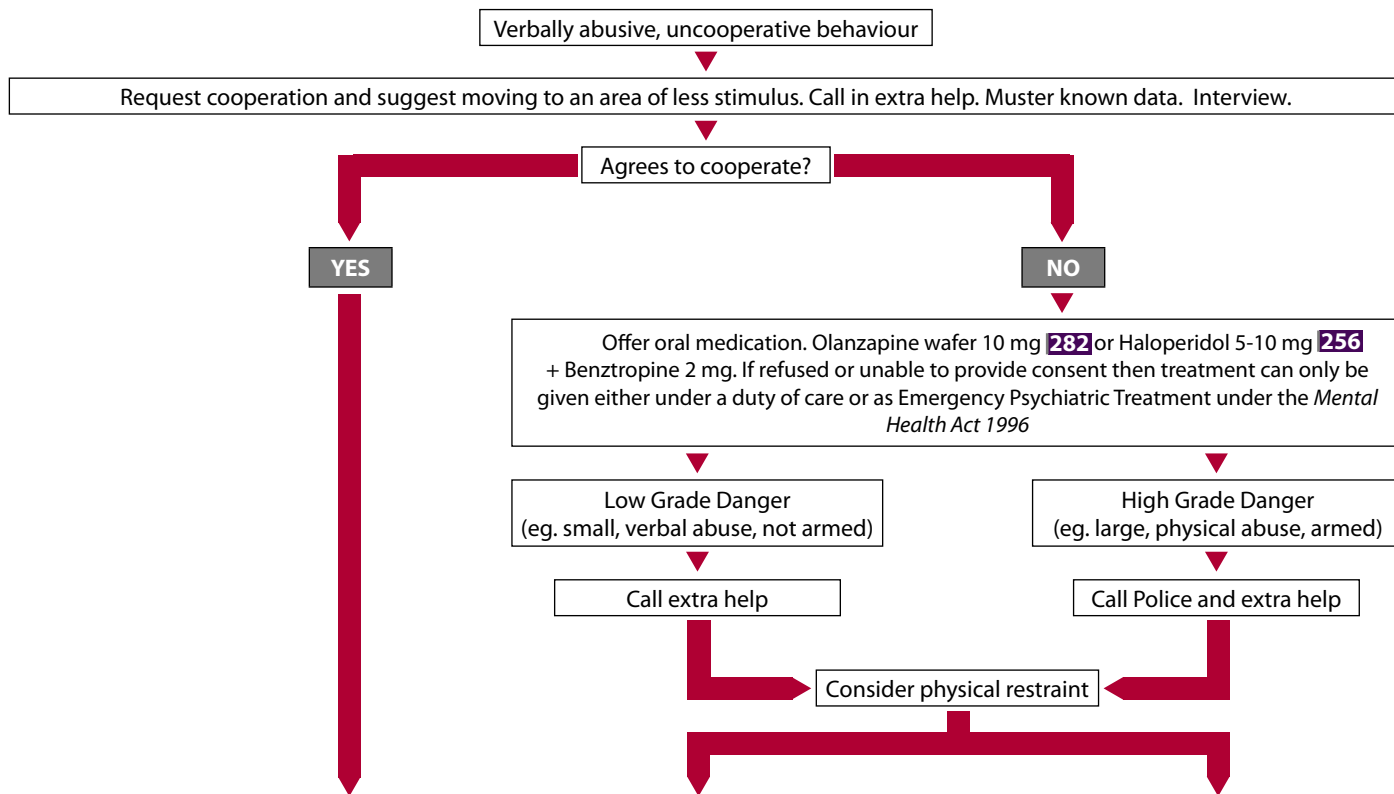 Verbally abusive, uncooperative behaviour
Request cooperation and suggest moving to an area of less stimulus. Call in extra help. Muster known data.  Interview.
Agrees to cooperate?
YES
NO
Offer oral medication. Olanzapine wafer 10 mg 282 or Haloperidol 5-10 mg 256
+ Benztropine 2 mg. If refused or unable to provide consent then treatment can only be
given either under a duty of care or as Emergency Psychiatric Treatment under the Mental
Health Act 1996
Low Grade Danger
(eg. small, verbal abuse, not armed)
High Grade Danger
(eg. large, physical abuse, armed)
Call extra help
Call Police and extra help
Consider physical restraint